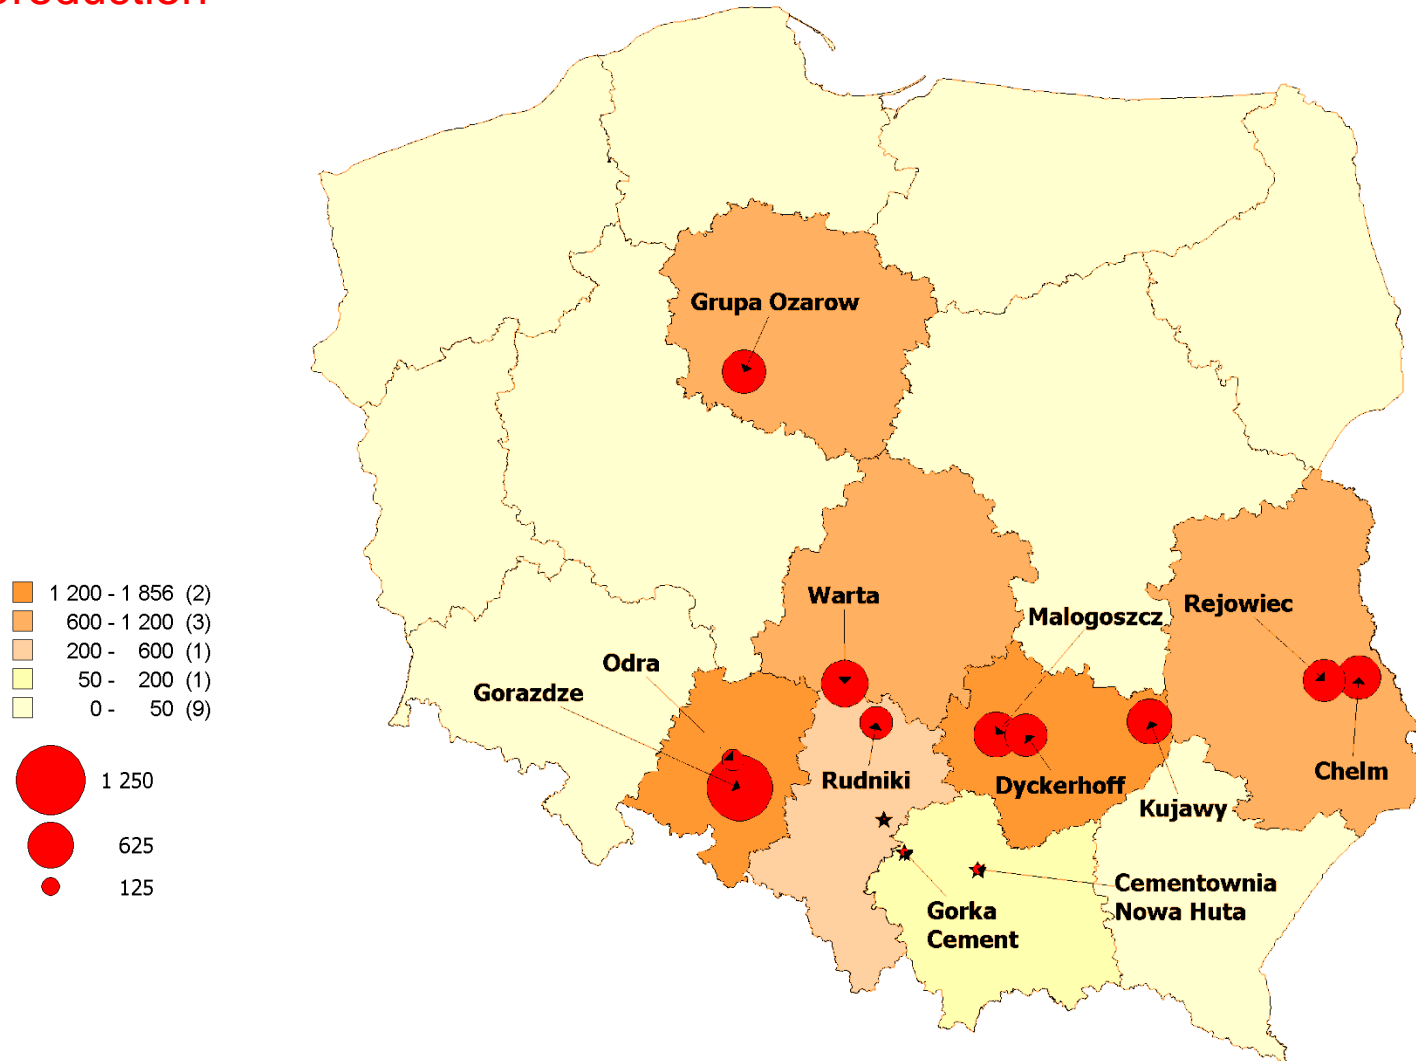 production
Grupa Ozarow
Warta
Malogoszcz
Rejowiec
Odra
Gorazdze
Rudniki
Dyckerhoff
Chelm
Kujawy
Cementownia
Nowa Huta
Gorka
Cement
1 200 - 1 856 (2)
600 - 1 200 (3)
200 - 600 (1)
50 - 200 (1)
0 - 50 (9)
1 250
625
125